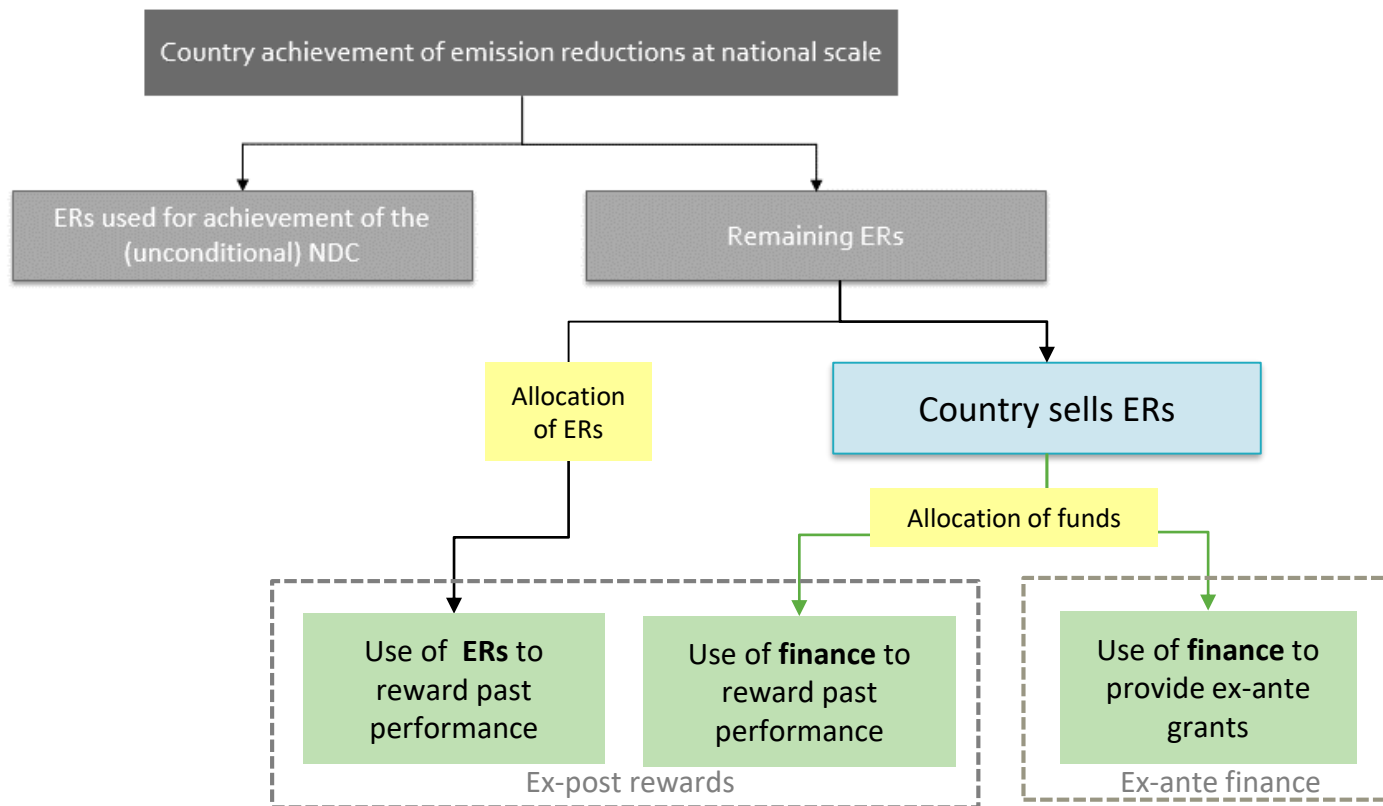 Country achievement of emission reductions at national scale
ERs used for achievement of the
(unconditional) NDC
Remaining ERs
Allocation
of ERs
Country sells ERs
Allocation of funds
Use of ERs to
reward past
performance
Use of finance to
reward past
performance
Use of finance to
provide ex-ante
grants
Ex-post rewards
Ex-ante finance